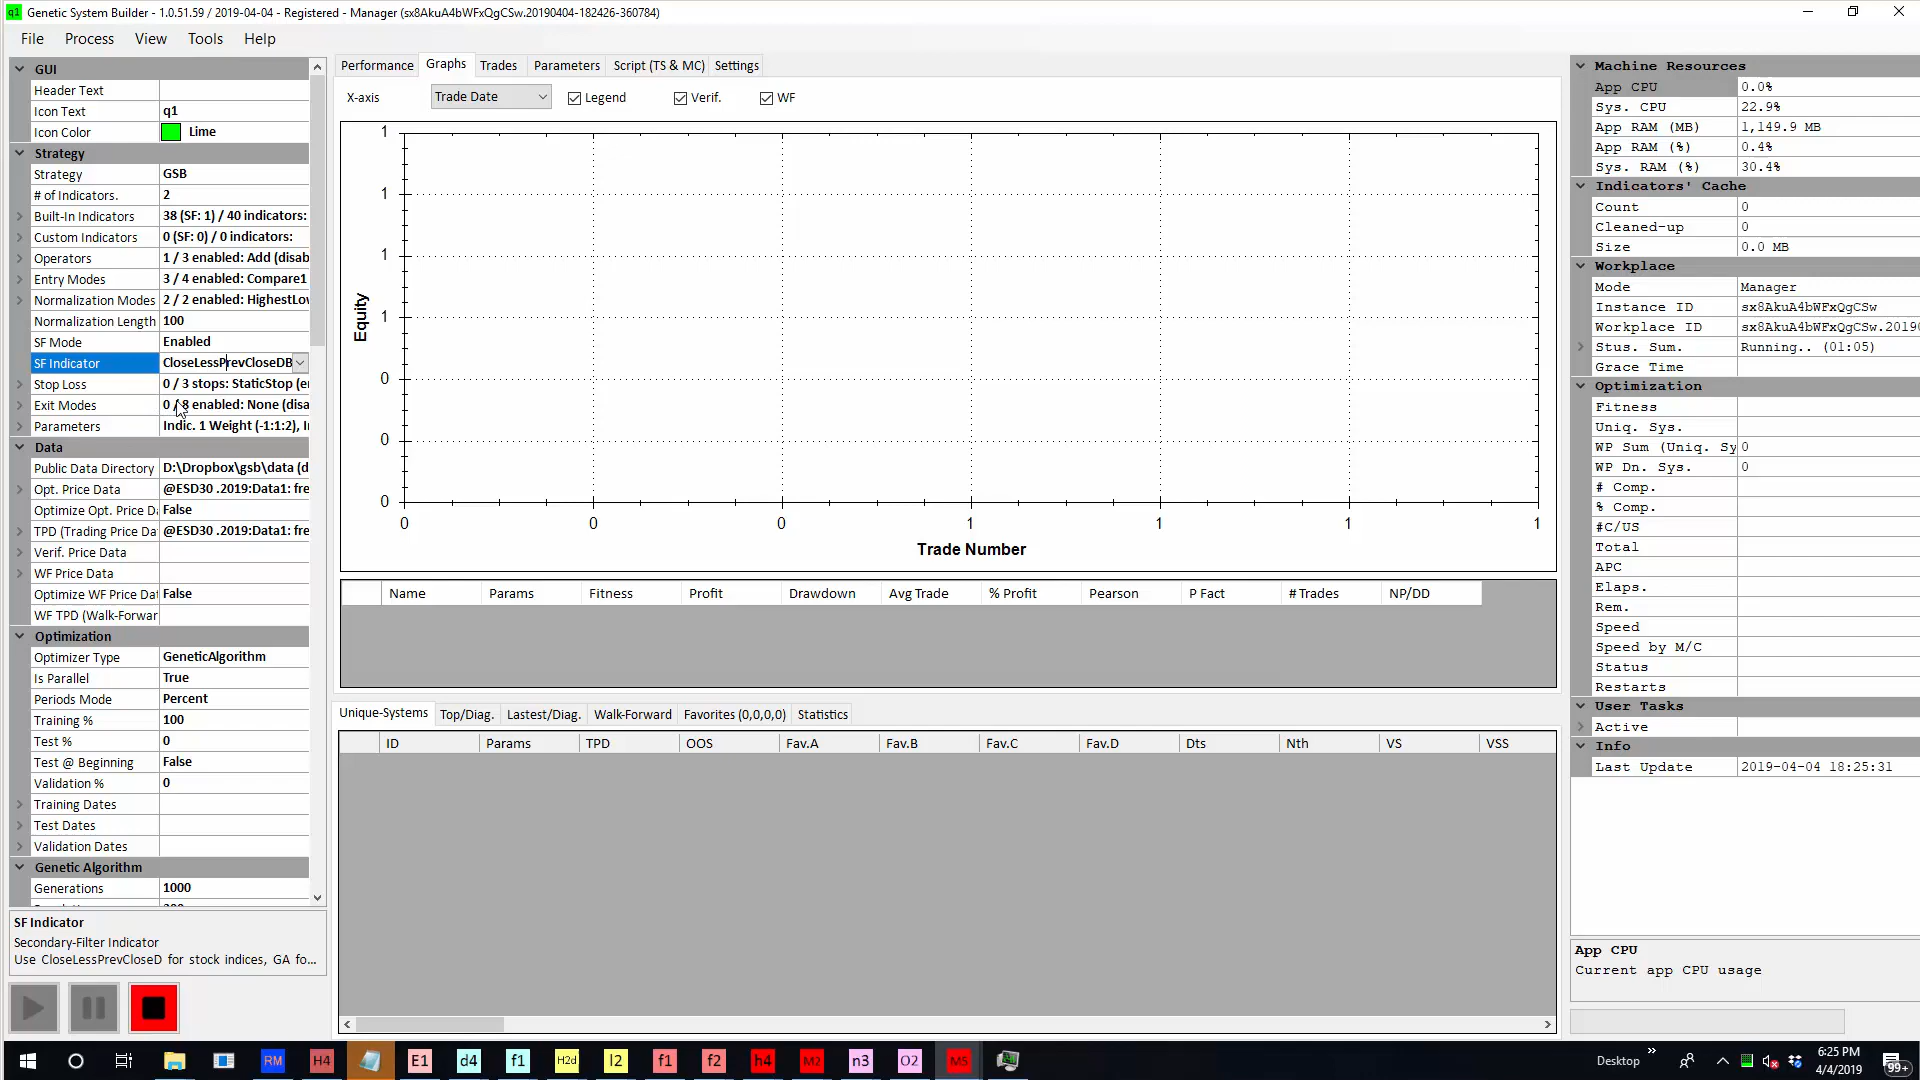 q1 Genetic System Builder - 1.0.51.59 / 2019-04-04 - Registered - Manager (sx8AkuA4bWFxQgCSw.20190404-182426-360784)
File Process View Tools Help
GUI
Header Text
Icon Text q1
Icon Color Lime
Strategy
Strategy GSB
# of Indicators. 2
Built-In Indicators 38 (SF: 1) / 40 indicators:
Custom Indicators 0 (SF: 0) / 0 indicators:
Operators 1 / 3 enabled: Add (disab
Entry Modes 3 / 4 enabled: Compare1
Normalization Modes 2 / 2 enabled: HighestLov
Normalization Length 100
SF Mode Enabled
SF Indicator CloseLessPrevCloseDB
Stop Loss 0 / 3 stops: StaticStop (er
Exit Modes 0 / 8 enabled: None (disa
Parameters Indic. 1 Weight (-1:1:2), I
Data
Public Data Directory D:\Dropbox\gsb\data (d
Opt. Price Data @ESD30 .2019:Data1: fre
Optimize Opt. Price D False
TPD (Trading Price Da @ESD30 .2019:Data1: fre
Verif. Price Data
WF Price Data
Optimize WF Price Dat False
WF TPD (Walk-Forwar
Optimization
Optimizer Type GeneticAlgorithm
Is Parallel True
Periods Mode Percent
Training % 100
Test % 0
Test @ Beginning False
Validation % 0
Training Dates
Test Dates
Validation Dates
Genetic Algorithm
Generations 1000
SF Indicator
Secondary-Filter Indicator
Use CloseLessPrevCloseD for stock indices, GA fo...
Performance Graphs Trades Parameters Script (TS & MC) Settings
X-axis Trade Date Legend Verif. WF
1
1
1
1
0
0
0
Equity
0 0 0 1 1 1 1
Trade Number
Name Params Fitness Profit Drawdown Avg Trade % Profit Pearson P Fact # Trades NP/DD
Unique-Systems Top/Diag. Lastest/Diag. Walk-Forward Favorites (0,0,0,0) Statistics
ID Params TPD OOS Fav.A Fav.B Fav.C Fav.D Dts Nth VS VSS
Machine Resources
App CPU 0.0%
Sys. CPU 22.9%
App RAM (MB) 1,149.9 MB
App RAM (%) 0.4%
Sys. RAM (%) 30.4%
Indicators' Cache
Count 0
Cleaned-up 0
Size 0.0 MB
Workplace
Mode Manager
Instance ID sx8AkuA4bWFxQgCSw
Workplace ID sx8AkuA4bWFxQgCSw.2019
Stus. Sum. Running.. (01:05)
Grace Time
Optimization
Fitness
Uniq. Sys.
WP Sum (Uniq. Sy 0
WP Dn. Sys. 0
# Comp.
% Comp.
#C/US
Total
APC
Elaps.
Rem.
Speed
Speed by M/C
Status
Restarts
User Tasks
Active
Info
Last Update 2019-04-04 18:25:31
App CPU
Current app CPU usage
RM H4 E1 d4 f1 H2d l2 f1 f2 h4 M2 n3 O2 M5
Desktop
6:25 PM
4/4/2019
99+